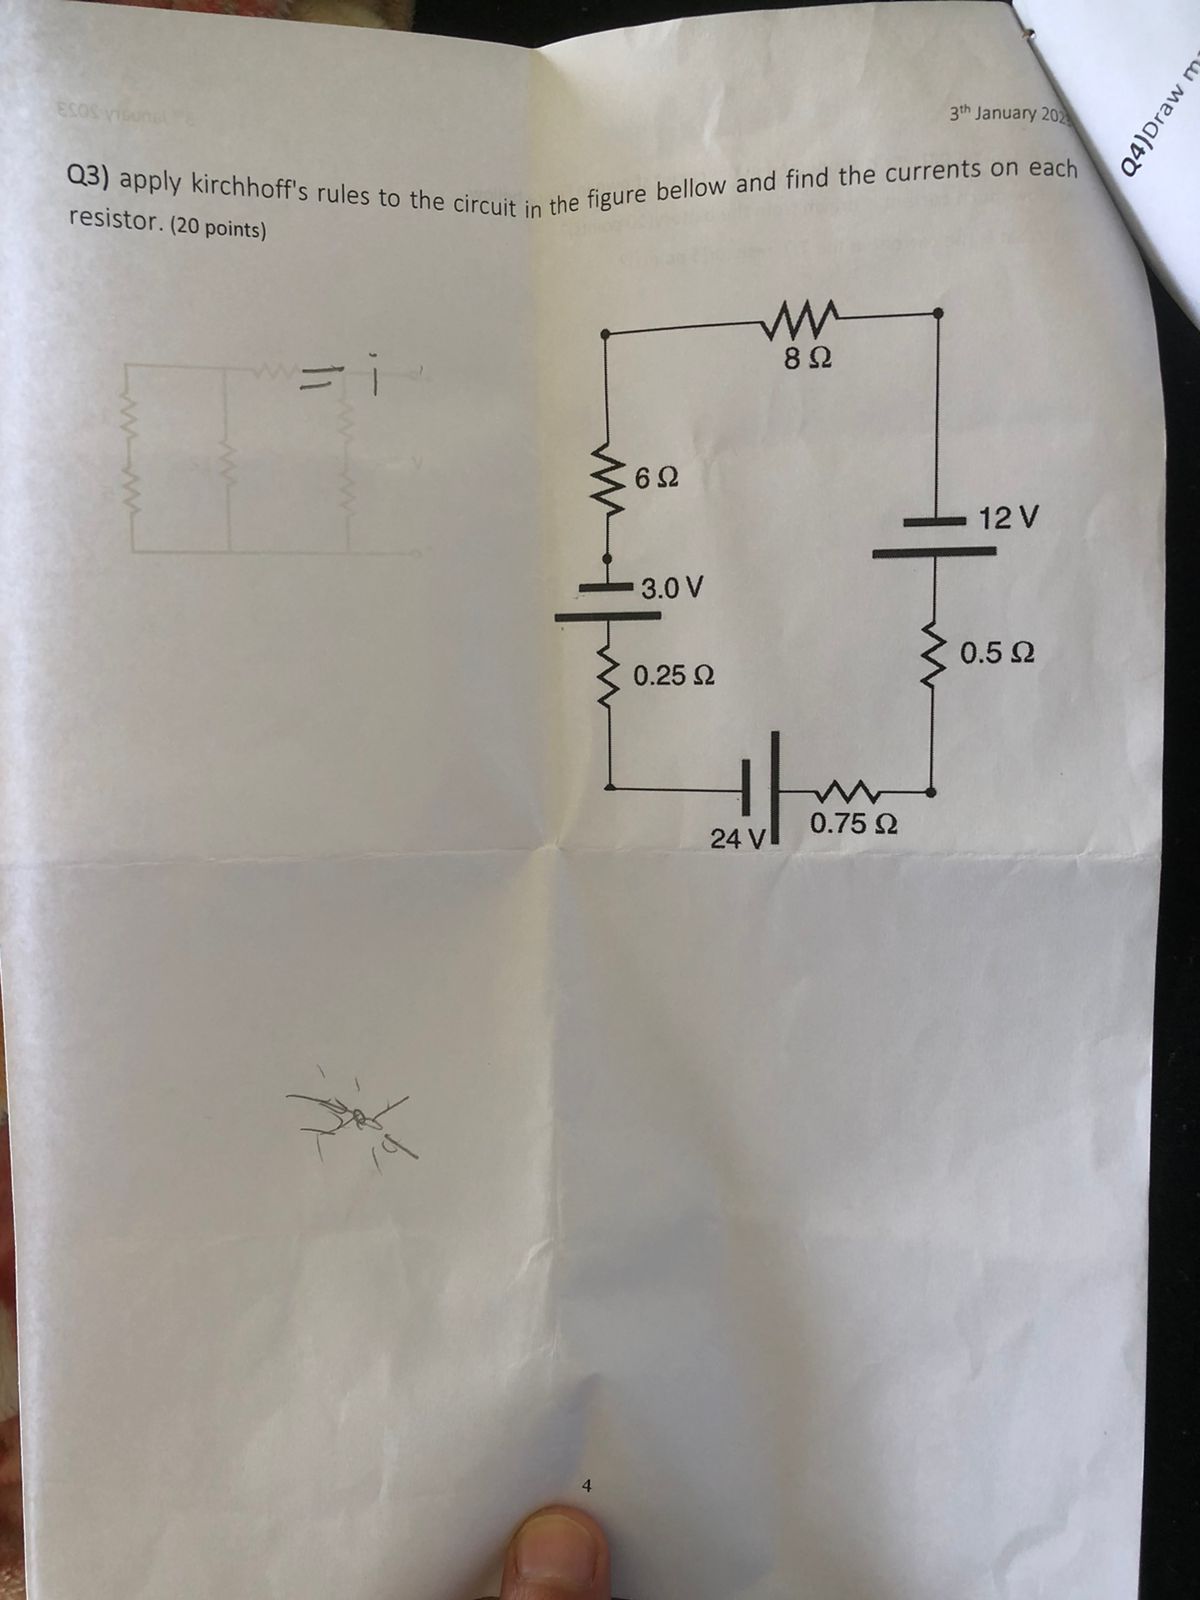 3th January 202
Q4)Draw
Q3) apply kirchhoff's rules to the circuit in the figure bellow and find the currents on each
resistor. (20 points)
= i
8 Ω
6 Ω
12 V
3.0 V
0.25 Ω
0.5 Ω
24 V
0.75 Ω
4